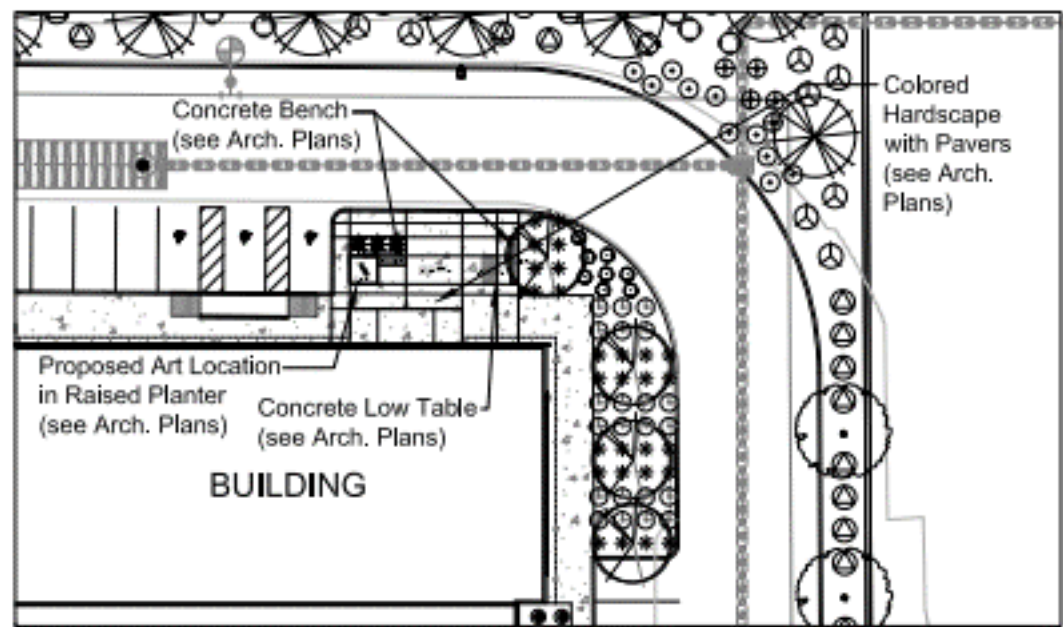 Concrete Bench
(see Arch. Plans)
Colored
Hardscape
with Pavers
(see Arch.
Plans)
Proposed Art Location
in Raised Planter
(see Arch. Plans)
Concrete Low Table
(see Arch. Plans)
BUILDING